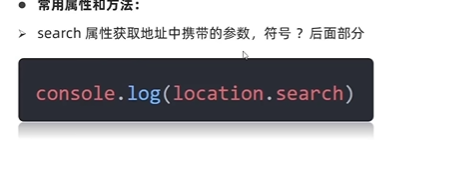 常用属性和方法：
search 属性获取地址中携带的参数，符号 ？后面部分
console.log(location.search)